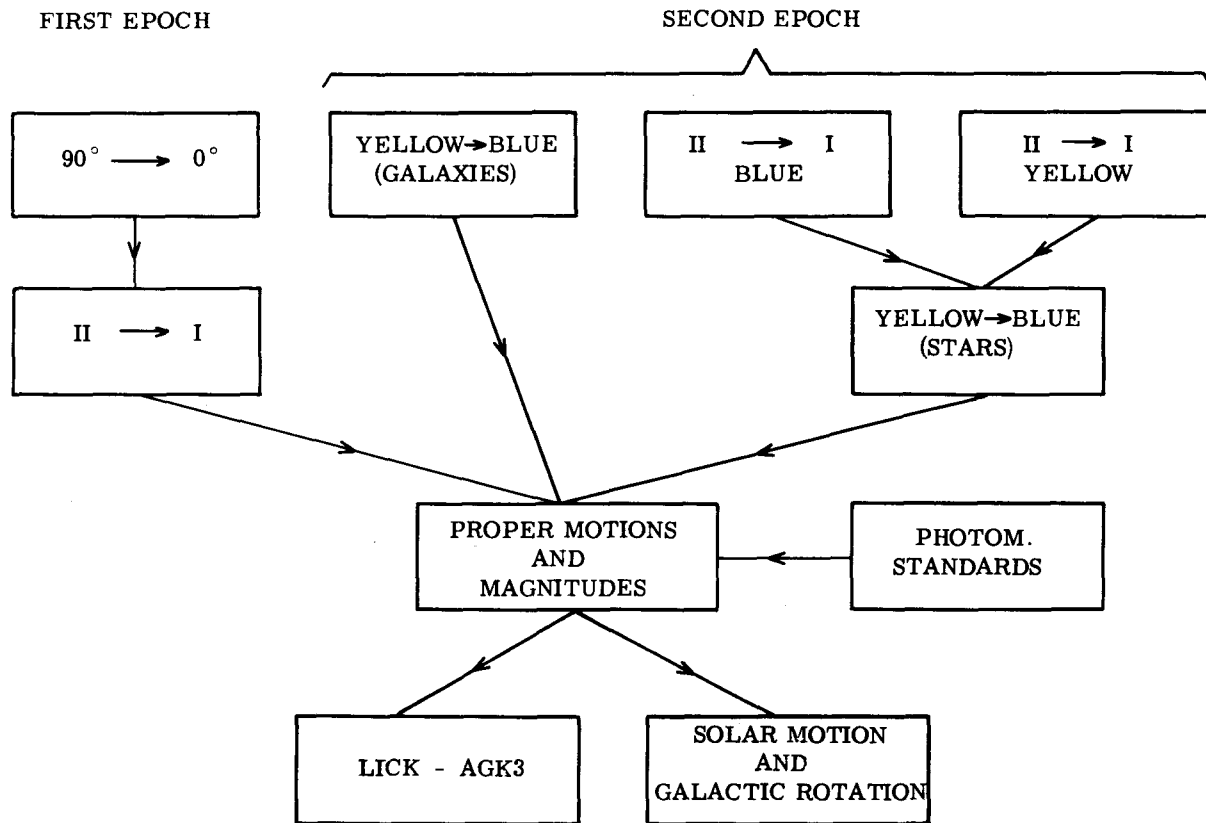 FIRST EPOCH
SECOND EPOCH
90° → 0°
YELLOW→BLUE
(GALAXIES)
II → I
BLUE
II → I
YELLOW
II → I
YELLOW→BLUE
(STARS)
PROPER MOTIONS
AND
MAGNITUDES
PHOTOM.
STANDARDS
LICK - AGK3
SOLAR MOTION
AND
GALACTIC ROTATION